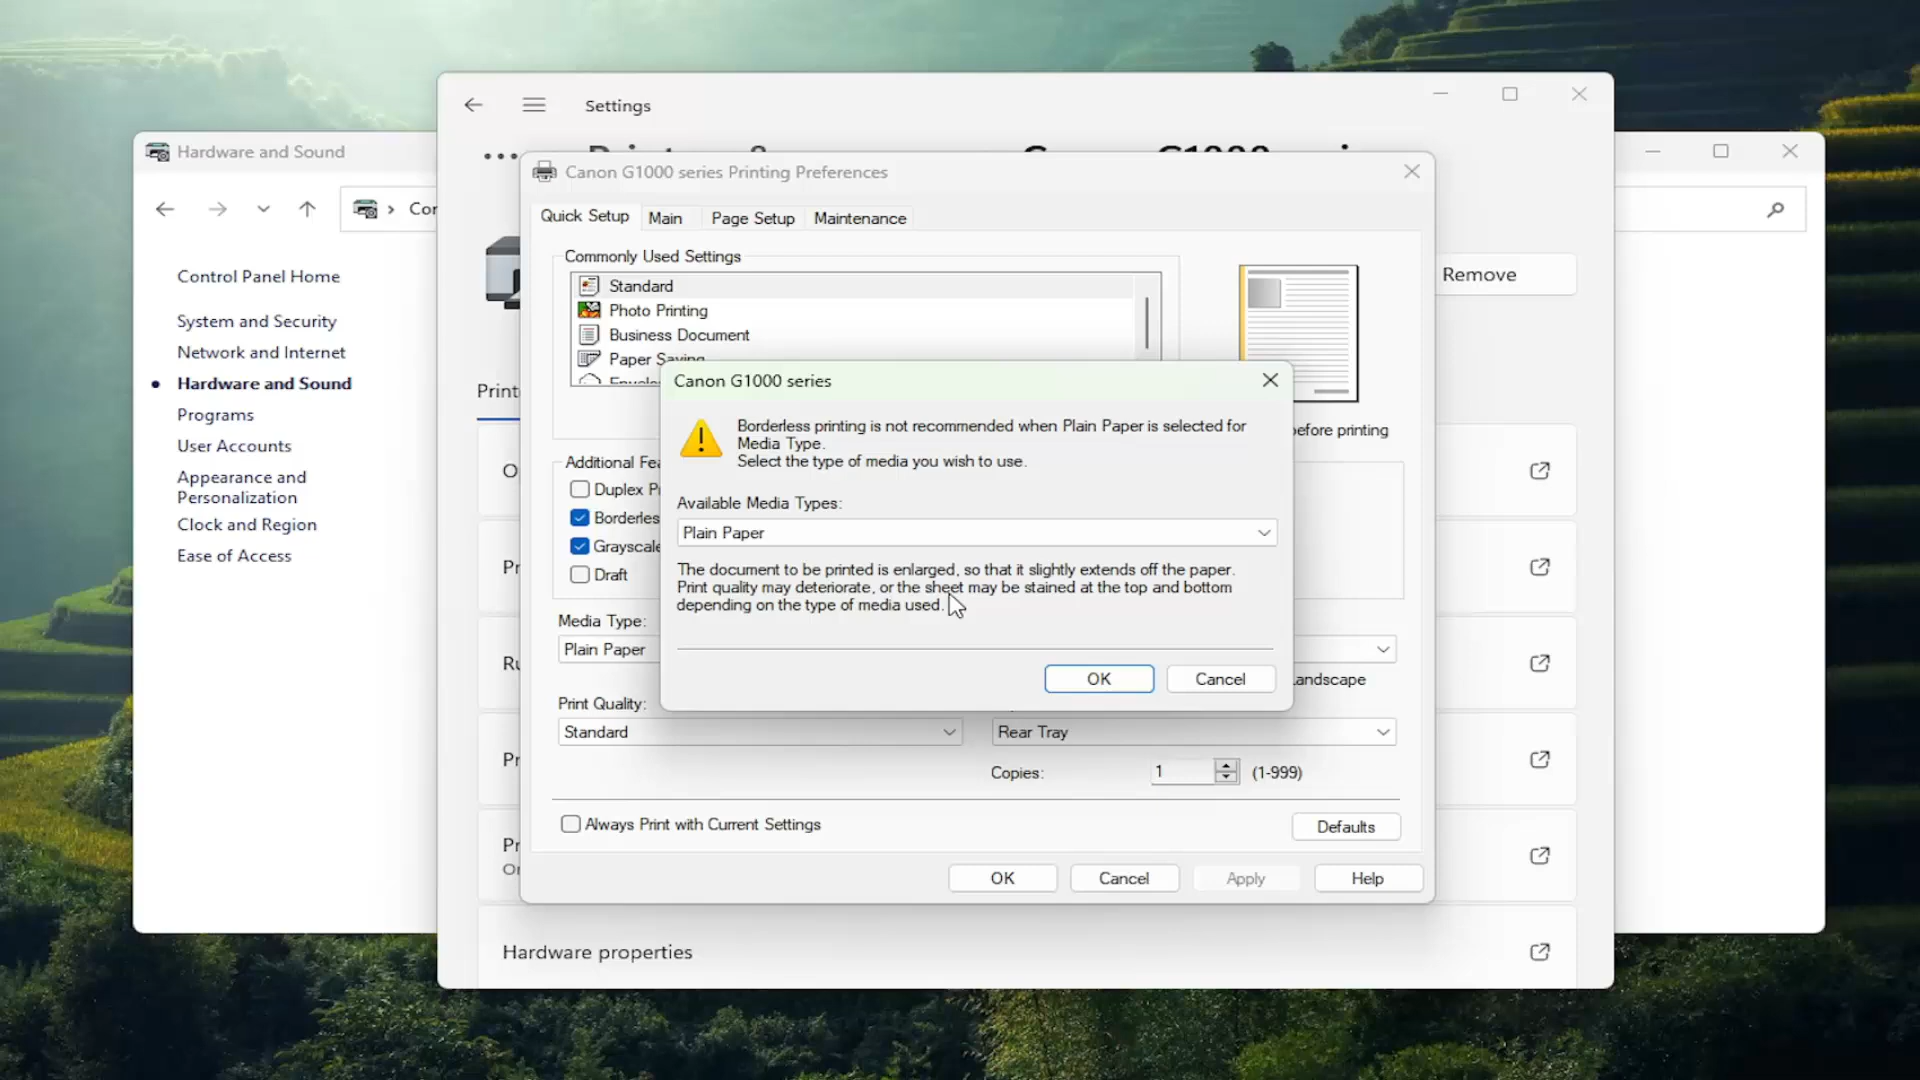 Settings
Hardware and Sound
Canon G1000 series Printing Preferences
Quick Setup
Main
Page Setup
Maintenance
Control Panel Home
System and Security
Network and Internet
Hardware and Sound
Programs
User Accounts
Appearance and
Personalization
Clock and Region
Ease of Access
Commonly Used Settings
Standard
Photo Printing
Business Document
Paper Saving
Remove
before printing
Canon G1000 series
Borderless printing is not recommended when Plain Paper is selected for
Media Type.
Select the type of media you wish to use.
Available Media Types:
Plain Paper
The document to be printed is enlarged, so that it slightly extends off the paper.
Print quality may deteriorate, or the sheet may be stained at the top and bottom
depending on the type of media used.
OK
Cancel
Additional Fea
Duplex P
Borderless
Grayscale
Draft
Media Type:
Plain Paper
Landscape
Print Quality:
Standard
Rear Tray
Copies:
1
(1-999)
Always Print with Current Settings
Defaults
OK
Cancel
Apply
Help
Hardware properties